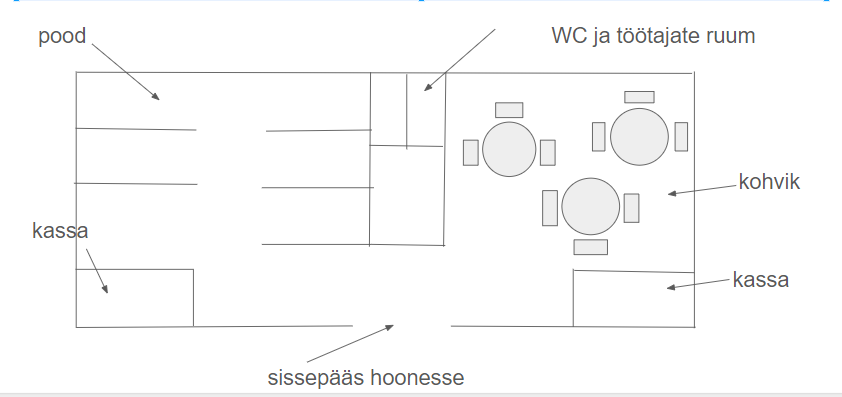 pood
WC ja töötajate ruum
kohvik
kassa
kassa
sissepääs hoonesse